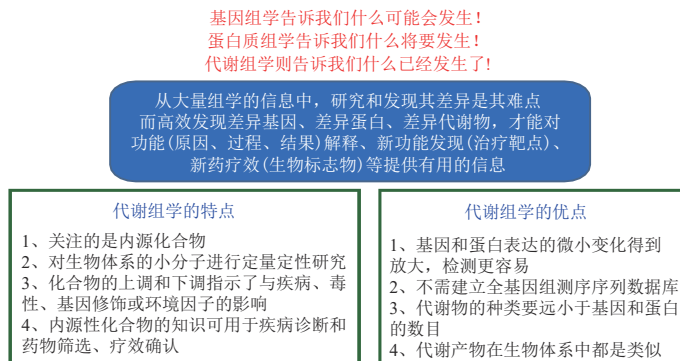 基因组学告诉我们什么可能会发生!
蛋白质组学告诉我们什么将要发生!
代谢组学则告诉我们什么已经发生了!
从大量组学的信息中，研究和发现其差异是其难点
而高效发现差异基因、差异蛋白、差异代谢物，才能对
功能(原因、过程、结果)解释、新功能发现(治疗靶点)、
新药疗效(生物标志物)等提供有用的信息
代谢组学的特点
1、关注的是内源化合物
2、对生物体系的小分子进行定量定性研究
3、化合物的上调和下调指示了与疾病、毒
性、基因修饰或环境因子的影响
4、内源性化合物的知识可用于疾病诊断和
药物筛选、疗效确认
代谢组学的优点
1、基因和蛋白表达的微小变化得到
放大，检测更容易
2、不需建立全基因组测序序列数据库
3、代谢物的种类要远小于基因和蛋白
的数目
4、代谢产物在生物体系中都是类似